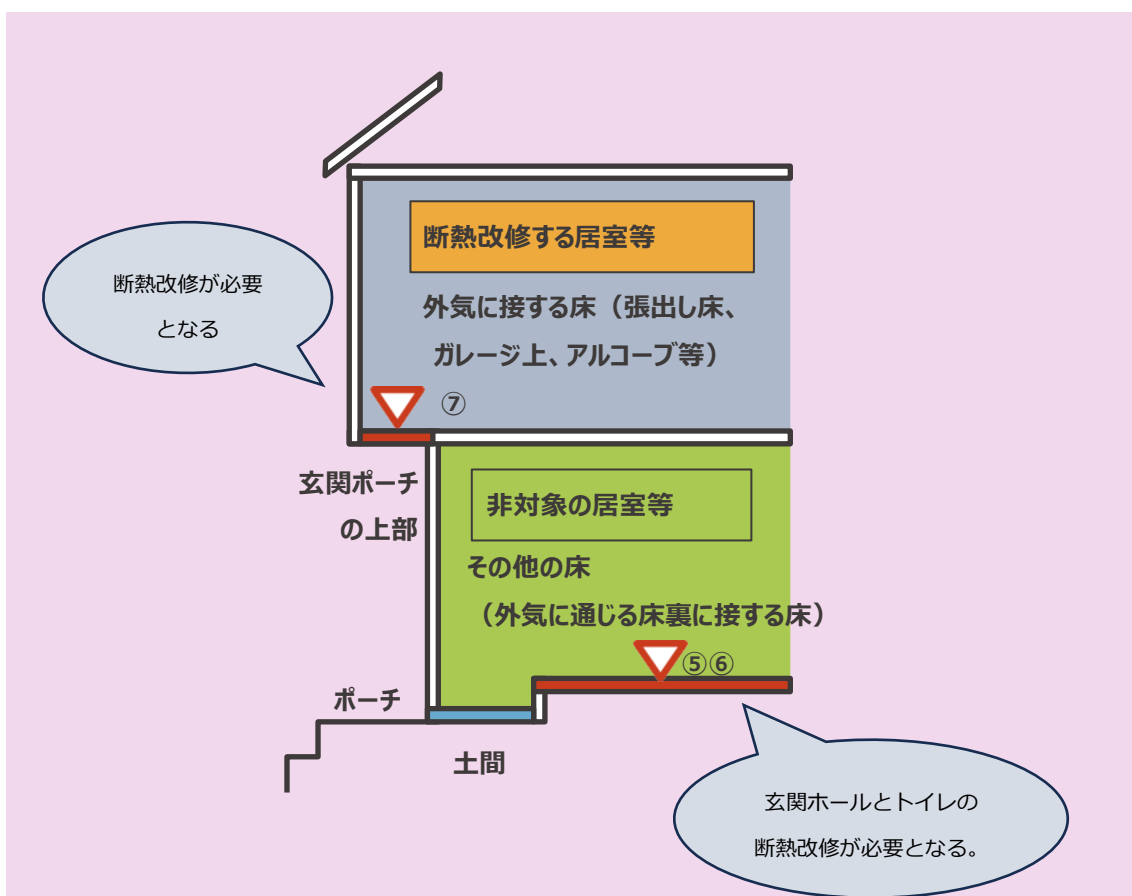 断熱改修する居室等
断熱改修が必要
となる
外気に接する床（張出し床、
ガレージ上、アルコーブ等）
⑦
玄関ポーチ
の上部
非対象の居室等
その他の床
（外気に通じる床裏に接する床）
⑤⑥
ポーチ
土間
玄関ホールとトイレの
断熱改修が必要となる。